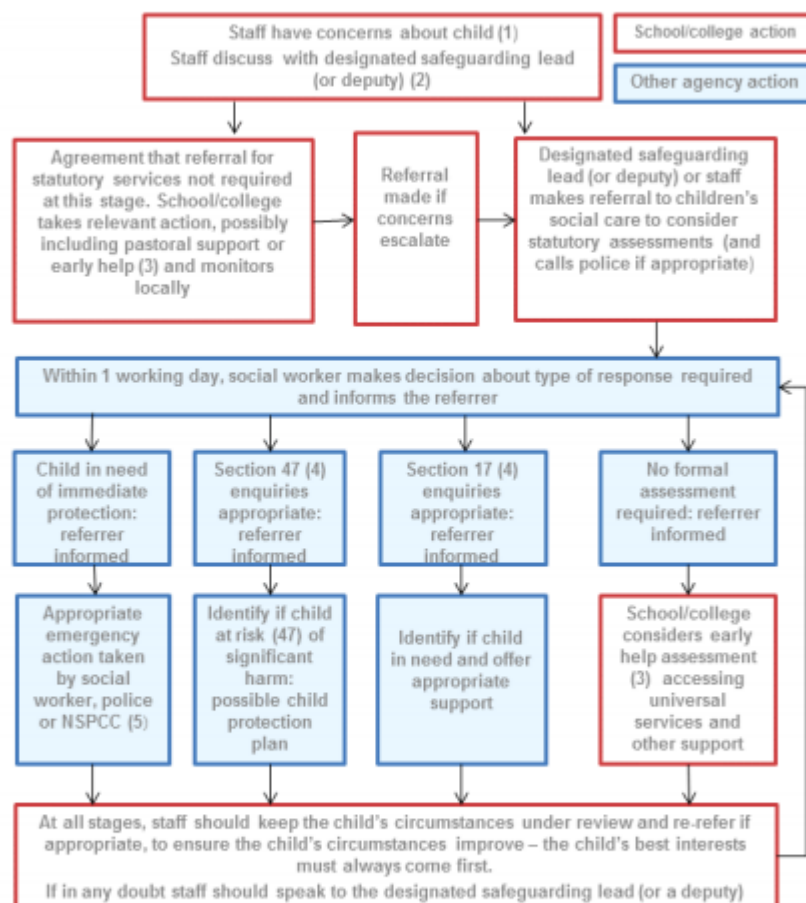 Staff have concerns about child (1)
Staff discuss with designated safeguarding lead
(or deputy) (2)
School/college action
Other agency action
Agreement that referral for
statutory services not required
at this stage. School/college
takes relevant action, possibly
including pastoral support or
early help (3) and monitors
locally
Referral
made if
concerns
escalate
Designated safeguarding
lead (or deputy) or staff
makes referral to children's
social care to consider
statutory assessments (and
calls police if appropriate)
Within 1 working day, social worker makes decision about type of response required
and informs the referrer
Child in need
of immediate
protection:
referrer
informed
Section 47 (4)
enquiries
appropriate:
referrer
informed
Section 17 (4)
enquiries
appropriate:
referrer
informed
No formal
assessment
required: referrer
informed
Appropriate
emergency
action taken
by social
worker, police
or NSPCC (5)
Identify if child
at risk (47) of
significant
harm:
possible child
protection
plan
Identify if child
in need and offer
appropriate
support
School/college
considers early
help assessment
(3) accessing
universal
services and
other support
At all stages, staff should keep the child's circumstances under review and re-refer if
appropriate, to ensure the child's circumstances improve – the child's best interests
must always come first.
If in any doubt staff should speak to the designated safeguarding lead (or a deputy)